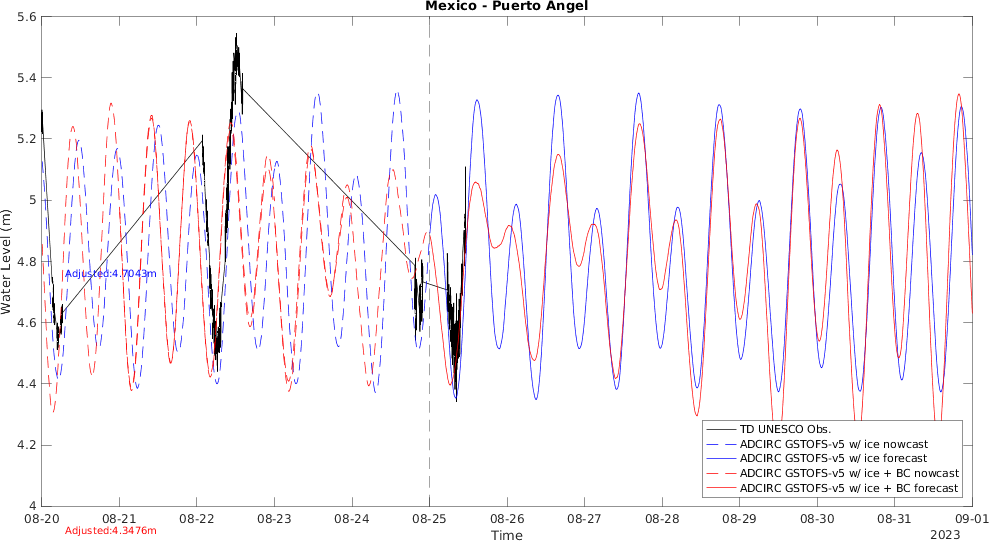 Mexico - Puerto Angel
5.6
5.4
5.2
5
4.8
4.6
4.4
4.2
4
Water Level (m)
Adjusted:4.7043m
TD UNESCO Obs.
ADCIRC GSTOFS-v5 w/ ice nowcast
ADCIRC GSTOFS-v5 w/ ice forecast
ADCIRC GSTOFS-v5 w/ ice + BC nowcast
ADCIRC GSTOFS-v5 w/ ice + BC forecast
08-20 08-21 08-22 08-23 08-24 08-25 08-26 08-27 08-28 08-29 08-30 08-31 09-01
Adjusted:4.3476m
Time
2023